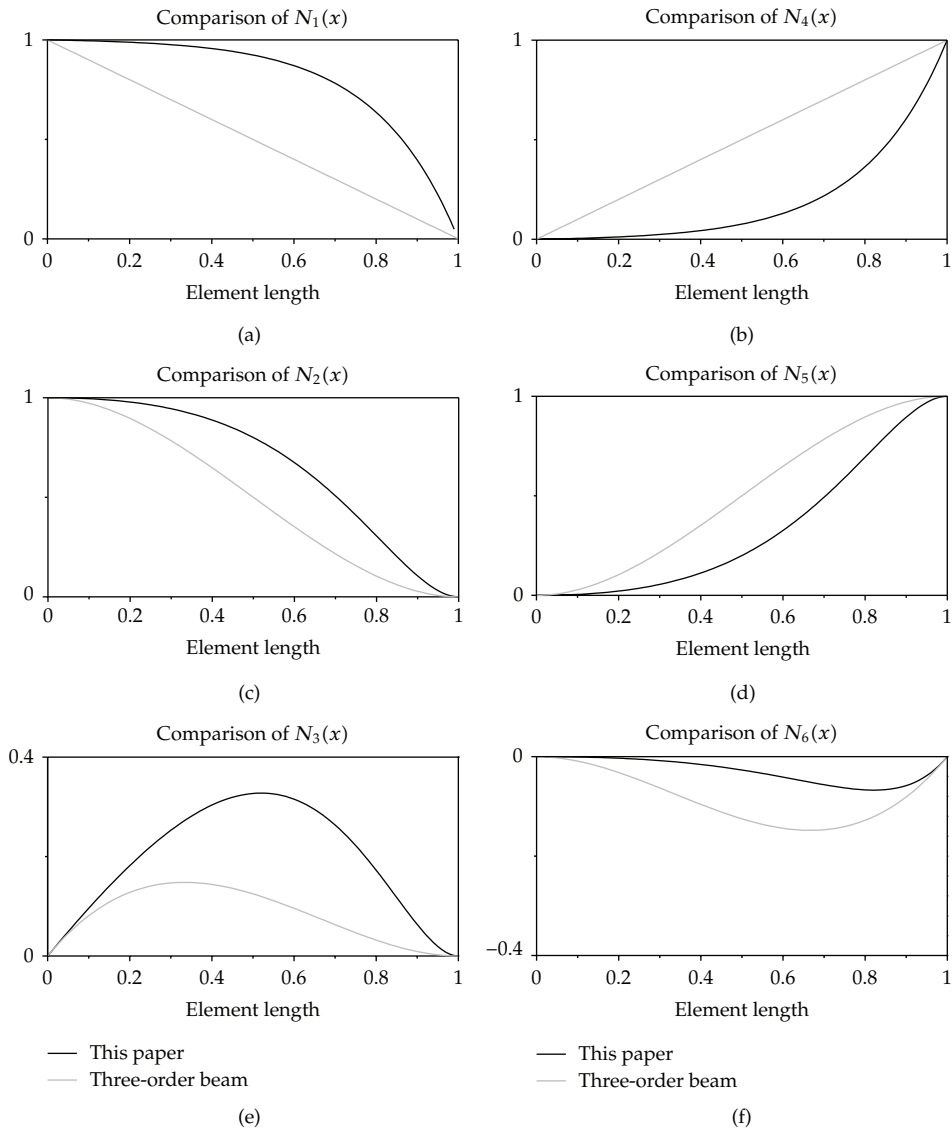 Comparison of N₁(x)
1
0
0 0.2 0.4 0.6 0.8 1
Element length
(a)
Comparison of N₄(x)
1
0
0 0.2 0.4 0.6 0.8 1
Element length
(b)
Comparison of N₂(x)
1
0
0 0.2 0.4 0.6 0.8 1
Element length
(c)
Comparison of N₅(x)
1
0
0 0.2 0.4 0.6 0.8 1
Element length
(d)
Comparison of N₃(x)
0.4
0
0 0.2 0.4 0.6 0.8 1
Element length
This paper
Three-order beam
(e)
Comparison of N₆(x)
0
−0.4
0 0.2 0.4 0.6 0.8 1
Element length
This paper
Three-order beam
(f)